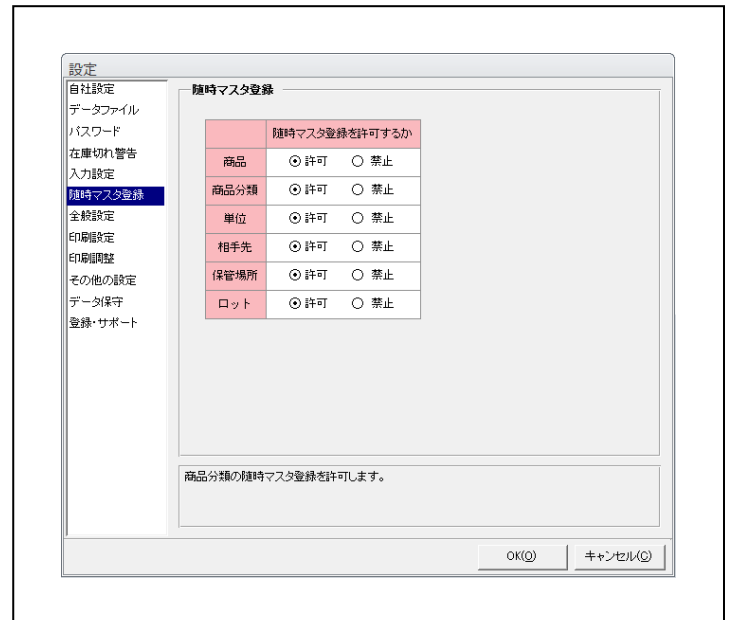 設定
自社設定
データファイル
パスワード
在庫切れ警告
入力設定
随時マスタ登録
全般設定
印刷設定
印刷調整
その他の設定
データ保守
登録・サポート
随時マスタ登録
随時マスタ登録を許可するか
商品 許可 禁止
商品分類 許可 禁止
単位 許可 禁止
相手先 許可 禁止
保管場所 許可 禁止
ロット 許可 禁止
商品分類の随時マスタ登録を許可します。
OK(O) キャンセル(C)